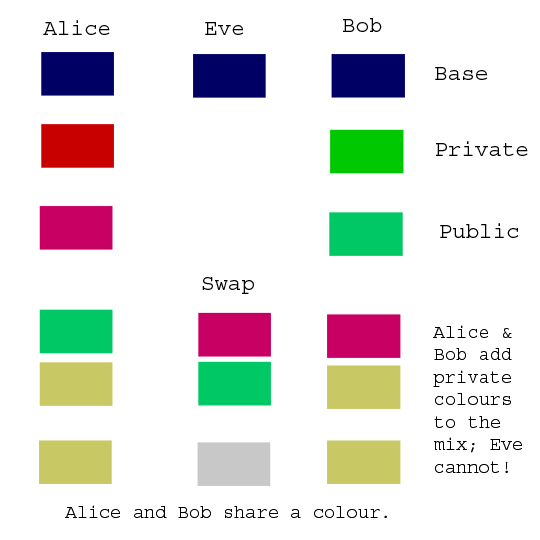 Alice Eve Bob
Base
Private
Public
Swap
Alice &
Bob add
private
colours
to the
mix; Eve
cannot!
Alice and Bob share a colour.